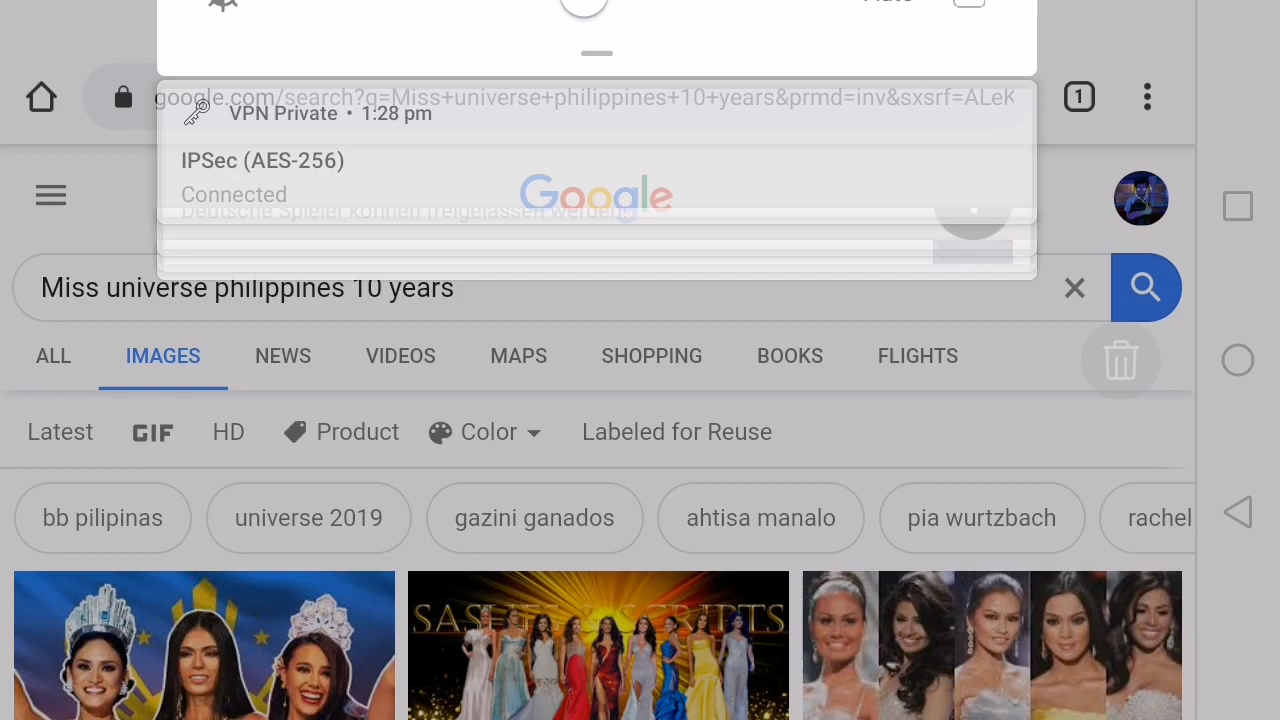 Auto
google.com/search?q=Miss+universe+philippines+10+years&prmd=inv&sxsrf=ALeK
1
VPN Private • 1:28 pm
IPSec (AES-256)
Connected
Google
Deutsche Spieler können freigelassen werden!
Miss universe philippines 10 years
ALL IMAGES NEWS VIDEOS MAPS SHOPPING BOOKS FLIGHTS
Latest GIF HD Product Color Labeled for Reuse
bb pilipinas universe 2019 gazini ganados ahtisa manalo pia wurtzbach rachel
SASHES & SCRIPTS